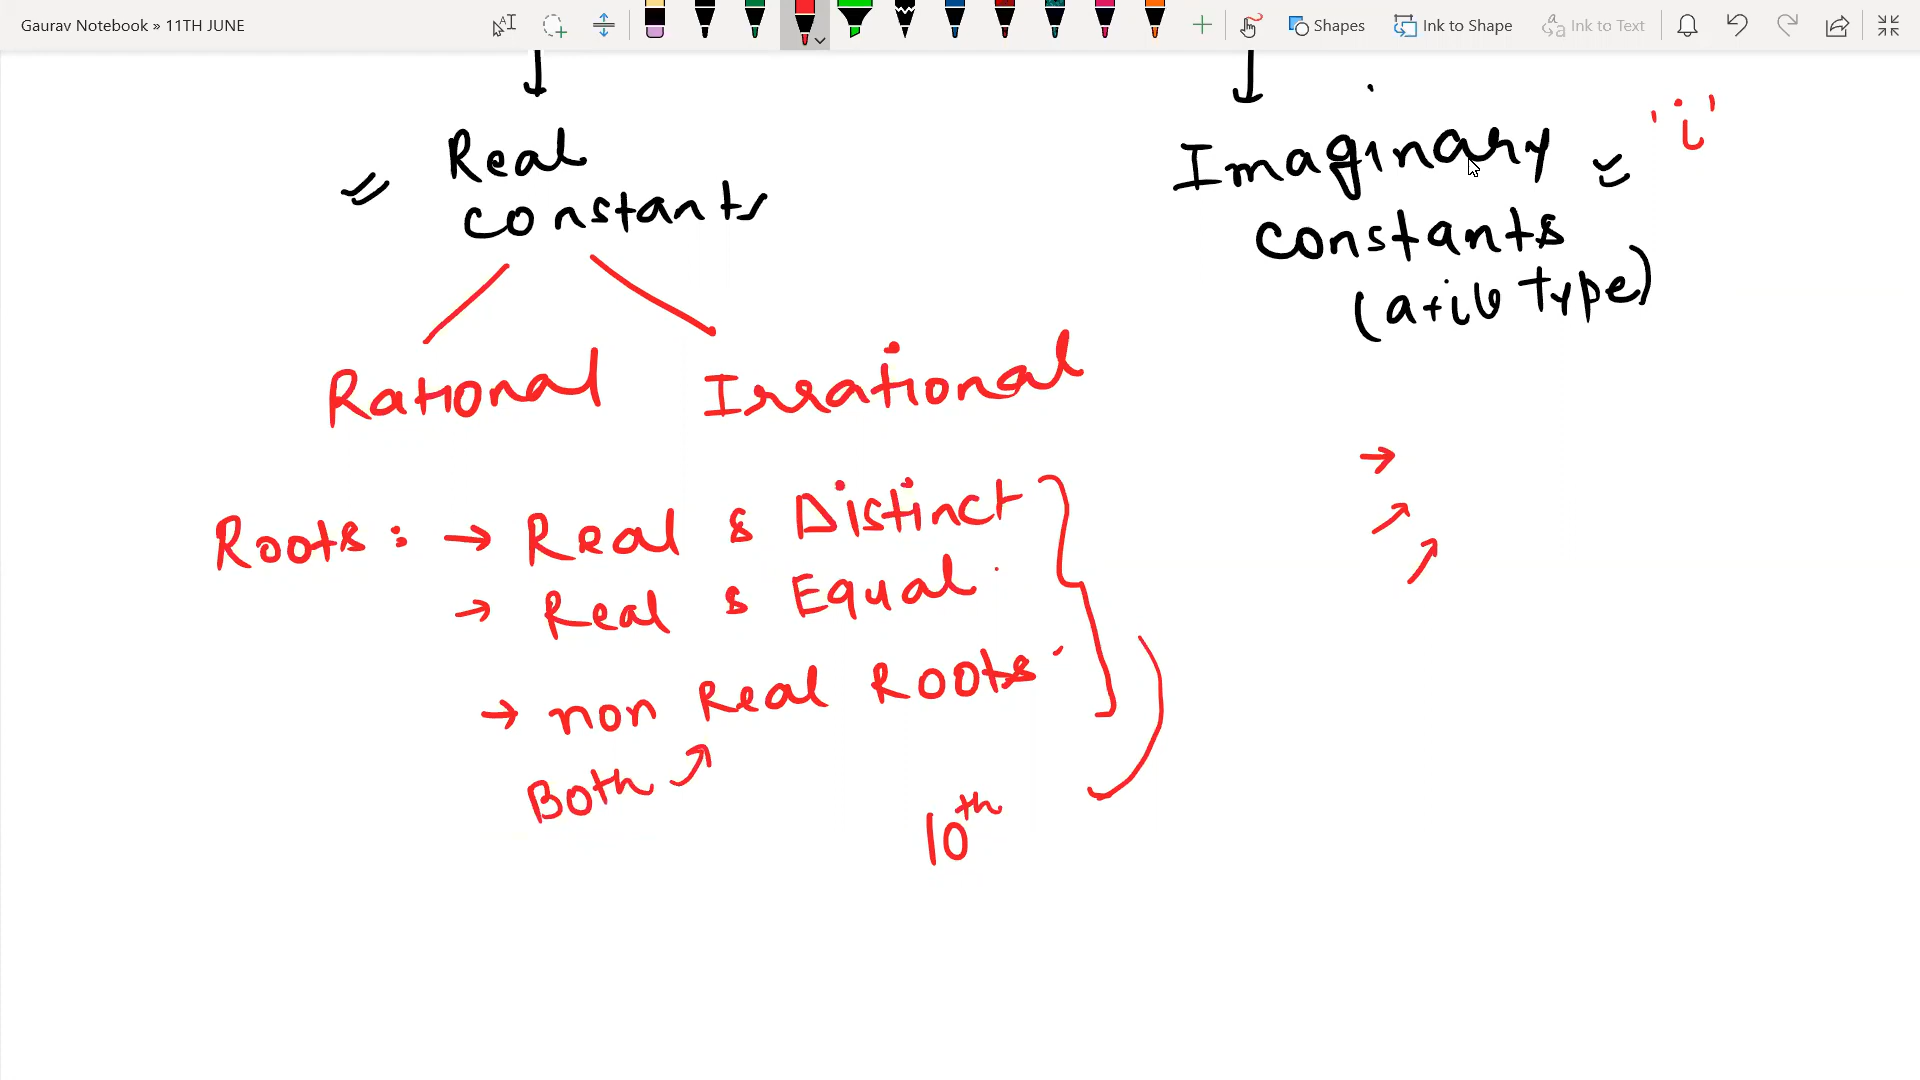 Gaurav Notebook » 11TH JUNE
Shapes
Ink to Shape
Ink to Text
Real
constants
Imaginary
constants
(a+ib type)
'i'
Rational
Irrational
Roots : → Real & Distinct
→ Real & Equal
→ non Real Roots
Both
10th